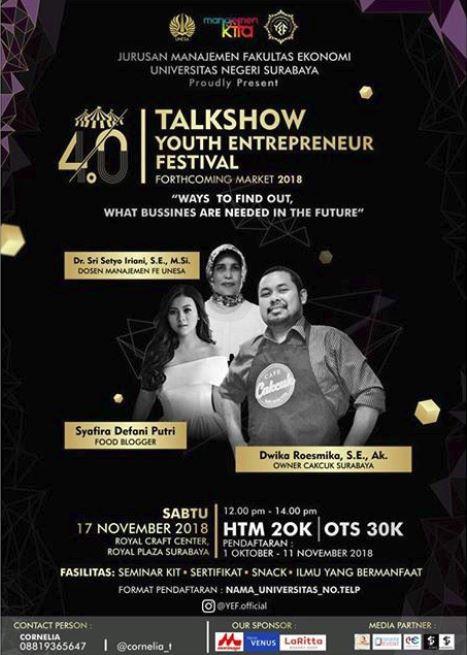 UNESA
manajemen
kita
JURUSAN MANAJEMEN FAKULTAS EKONOMI
UNIVERSITAS NEGERI SURABAYA
Proudly Present
4.0
TALKSHOW
YOUTH ENTREPRENEUR
FESTIVAL
FORTHCOMING MARKET 2018
"WAYS TO FIND OUT,
WHAT BUSSINES ARE NEEDED IN THE FUTURE"
Dr. Sri Setyo Iriani, S.E., M.Si.
DOSEN MANAJEMEN FE UNESA
CAFE
Cakcuk
Syafira Defani Putri
FOOD BLOGGER
Dwika Roesmika, S.E., Ak.
OWNER CAKCUK SURABAYA
SABTU
17 NOVEMBER 2018
ROYAL CRAFT CENTER,
ROYAL PLAZA SURABAYA
12.00 pm - 14.00 pm
HTM 20K | OTS 30K
PENDAFTARAN :
1 OKTOBER - 11 NOVEMBER 2018
FASILITAS: SEMINAR KIT • SERTIFIKAT • SNACK • ILMU YANG BERMANFAAT
FORMAT PENDAFTARAN : NAMA_UNIVERSITAS_NO.TELP
@YEF.official
CONTACT PERSON :
CORNELIA
08819365647
@cornelia_t
OUR SPONSOR :
VENUS
LaRitta
MEDIA PARTNER :